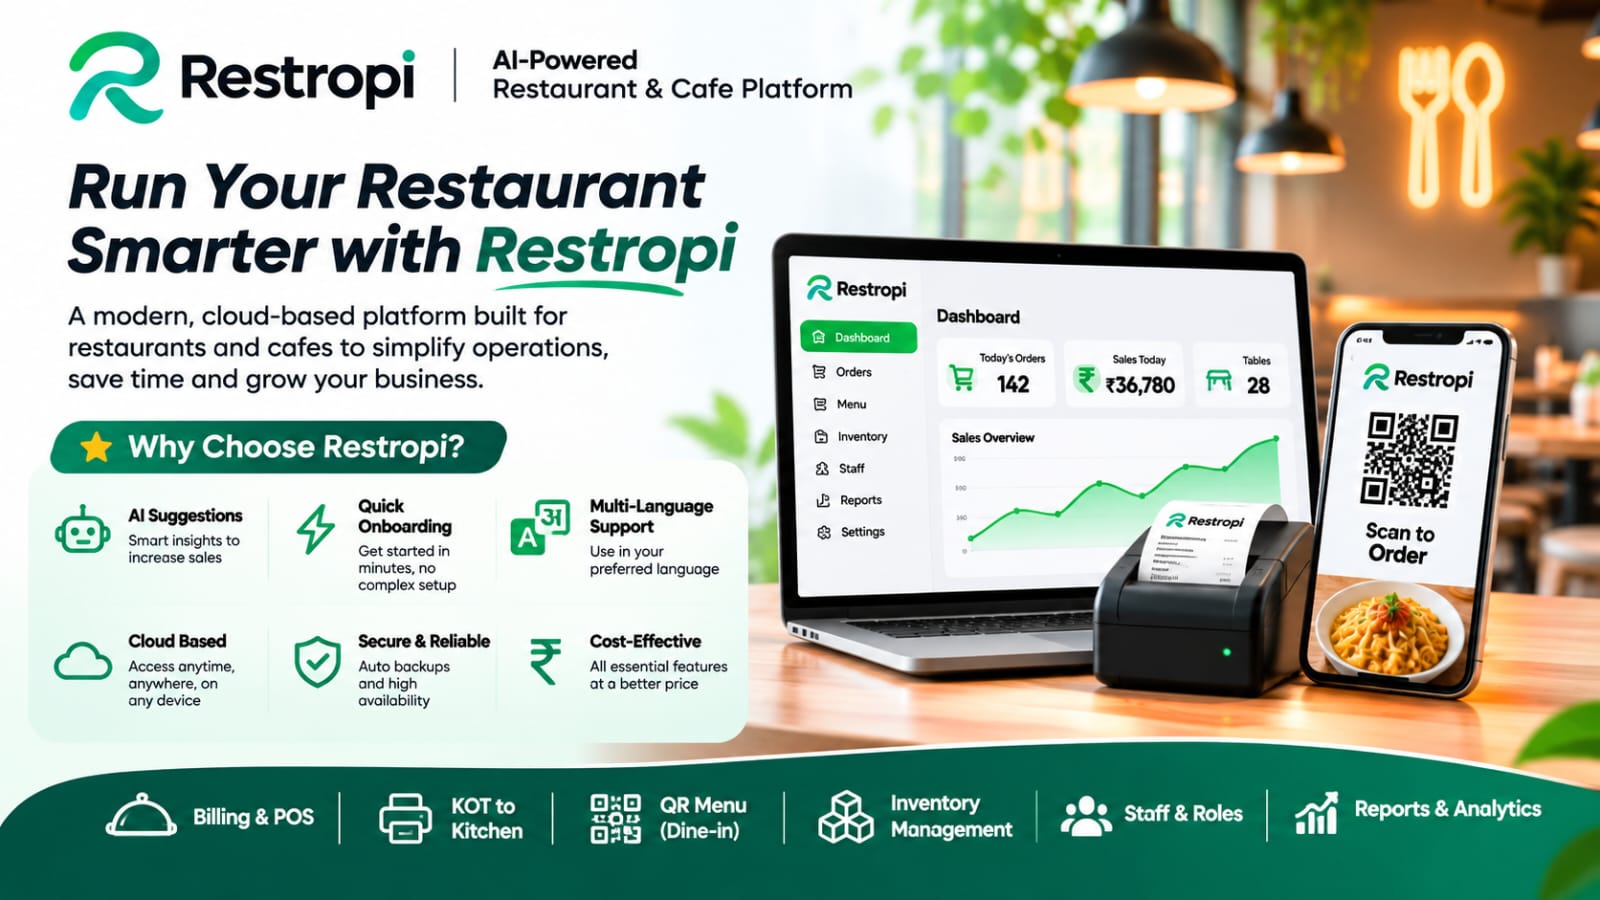 Restropi
AI-Powered
Restaurant & Cafe Platform
Run Your Restaurant
Smarter with Restropi
A modern, cloud-based platform built for
restaurants and cafes to simplify operations,
save time and grow your business.
Why Choose Restropi?
AI Suggestions
Smart insights to
increase sales
Quick
Onboarding
Get started in
minutes, no
complex setup
A अ
Multi-Language
Support
Use in your
preferred language
Cloud Based
Access anytime,
anywhere, on
any device
Secure & Reliable
Auto backups
and high
availability
₹
Cost-Effective
All essential features
at a better price
Restropi
Dashboard
Orders
Menu
Inventory
Staff
Reports
Settings
Dashboard
Today's Orders
142
₹
Sales Today
₹36,780
Tables
28
Sales Overview
0
Restropi
Restropi
Scan to
Order
Billing & POS
KOT to
Kitchen
QR Menu
(Dine-in)
Inventory
Management
Staff & Roles
Reports & Analytics